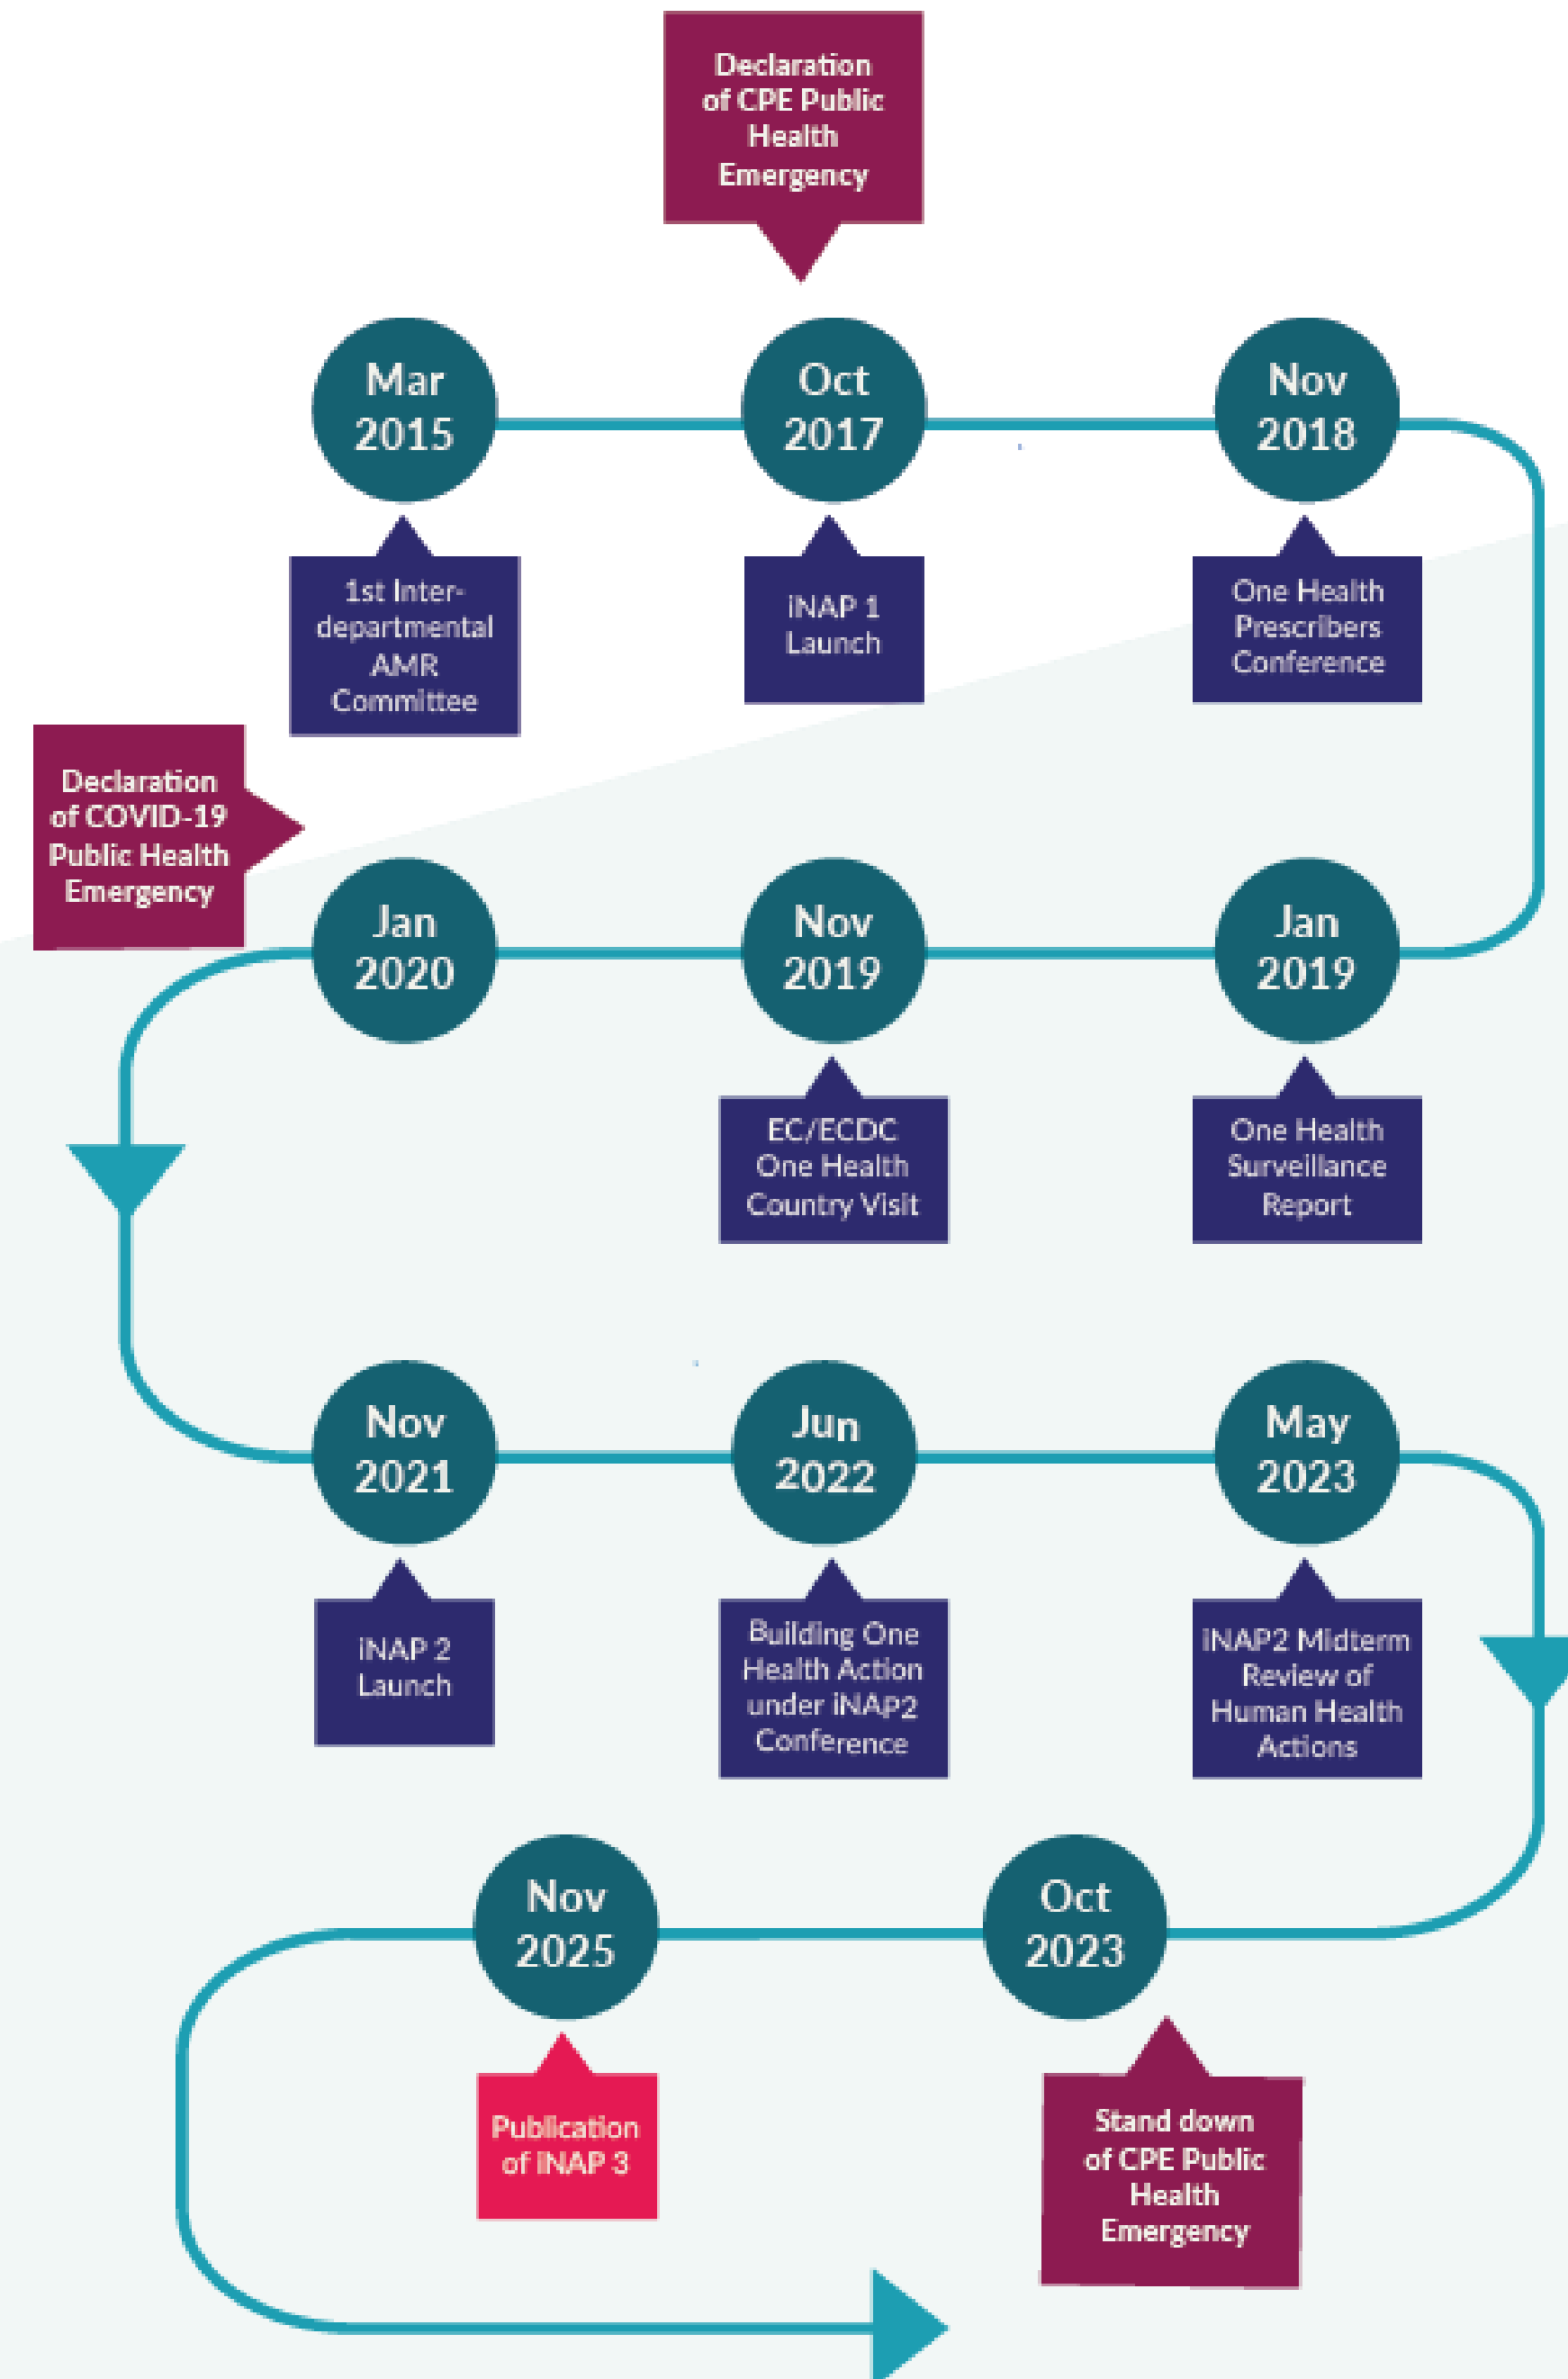 Declaration
of CPE Public
Health
Emergency
Mar
2015
Oct
2017
Nov
2018
1st Inter-
departmental
AMR
Committee
iNAP 1
Launch
One Health
Prescribers
Conference
Declaration
of COVID-19
Public Health
Emergency
Jan
2020
Nov
2019
Jan
2019
EC/ECDC
One Health
Country Visit
One Health
Surveillance
Report
Nov
2021
Jun
2022
May
2023
iNAP 2
Launch
Building One
Health Action
under iNAP2
Conference
iNAP2 Midterm
Review of
Human Health
Actions
Nov
2025
Oct
2023
Publication
of iNAP 3
Stand down
of CPE Public
Health
Emergency